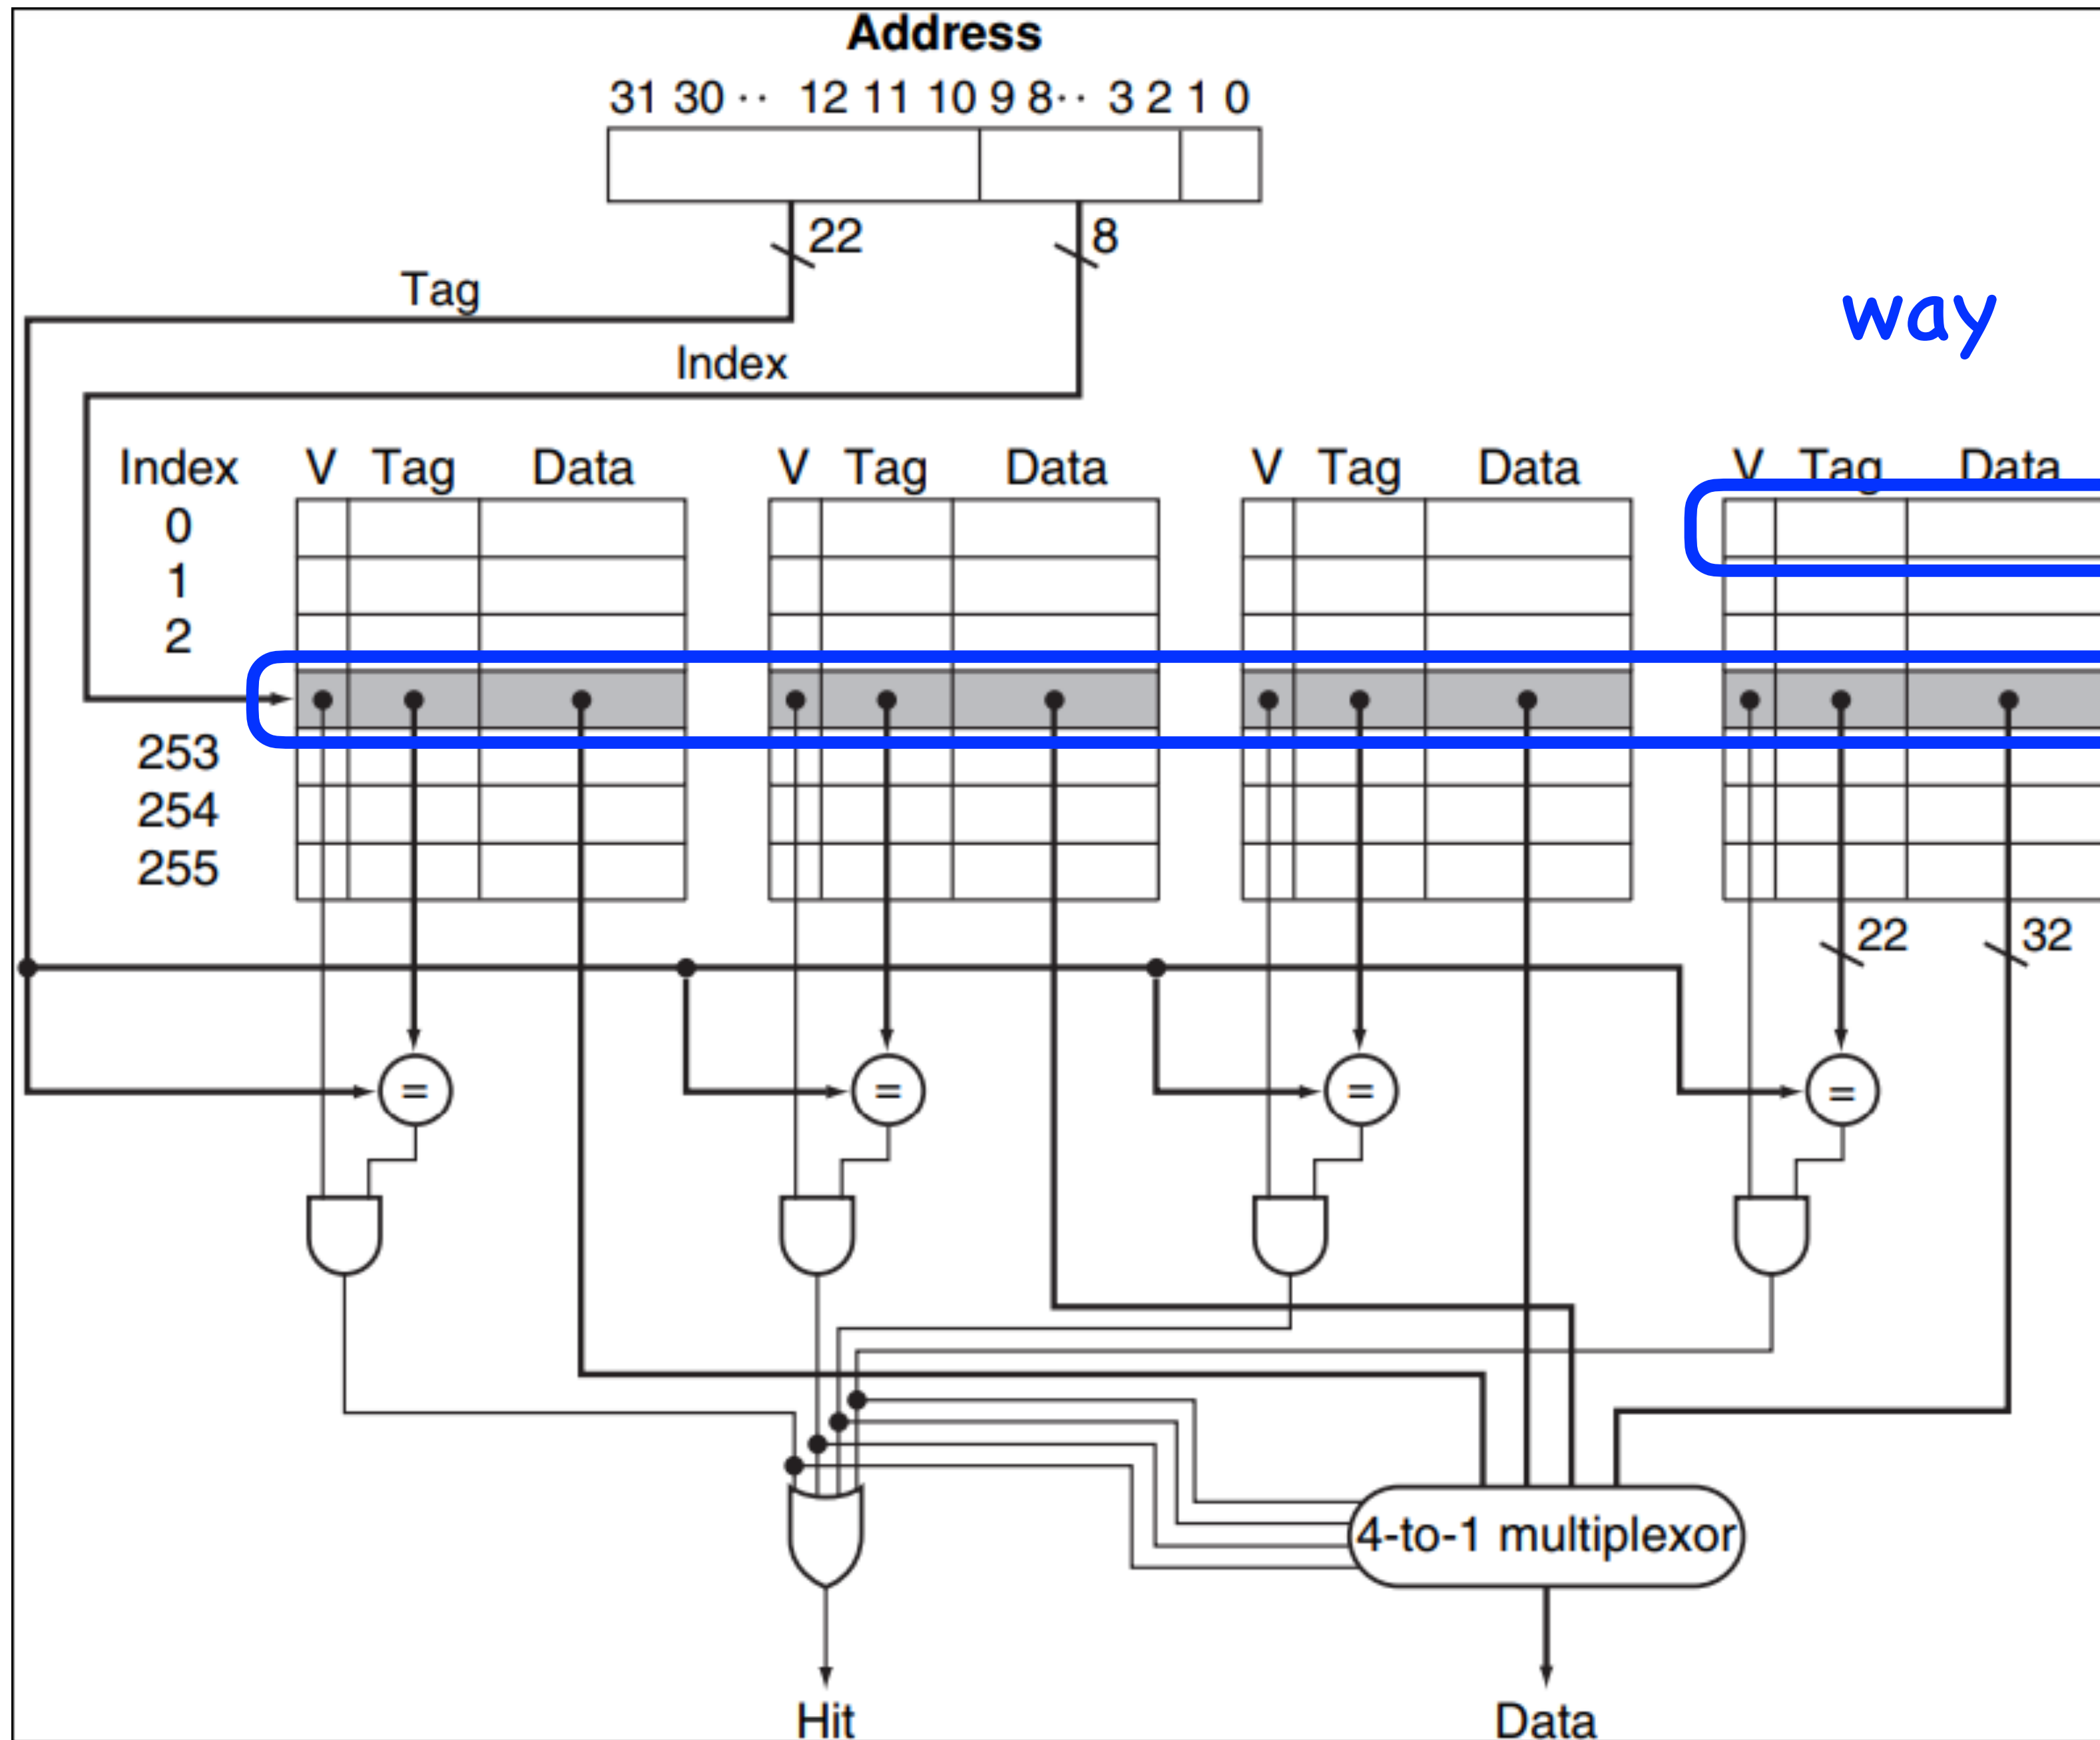 Address
31 30 ·· 12 11 10 9 8 ·· 3 2 1 0
22
8
Tag
Index
way
Index V Tag Data V Tag Data V Tag Data V Tag Data
0
1
2
253
254
255
22
32
= = = =
4-to-1 multiplexor
Hit
Data